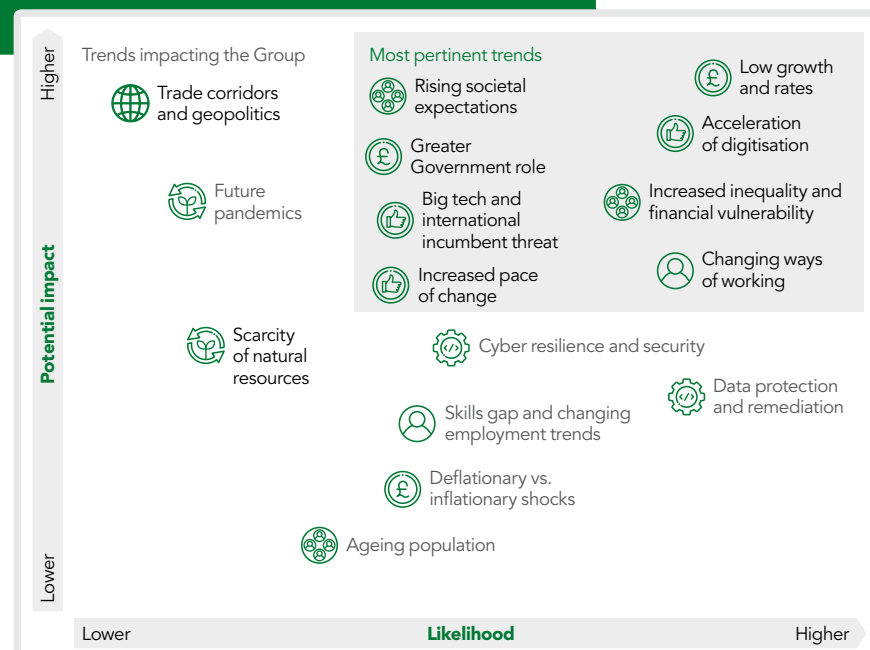 Higher
Potential impact
Lower
Trends impacting the Group
Trade corridors
and geopolitics
Future
pandemics
Scarcity
of natural
resources
Most pertinent trends
Rising societal
expectations
£
Greater
Government role
Big tech and
international
incumbent threat
Increased pace
of change
£
Low growth
and rates
Acceleration
of digitisation
Increased inequality and
financial vulnerability
Changing ways
of working
</> Cyber resilience and security
</>
Data protection
and remediation
Skills gap and changing
employment trends
£
Deflationary vs.
inflationary shocks
Ageing population
Lower
Likelihood
Higher